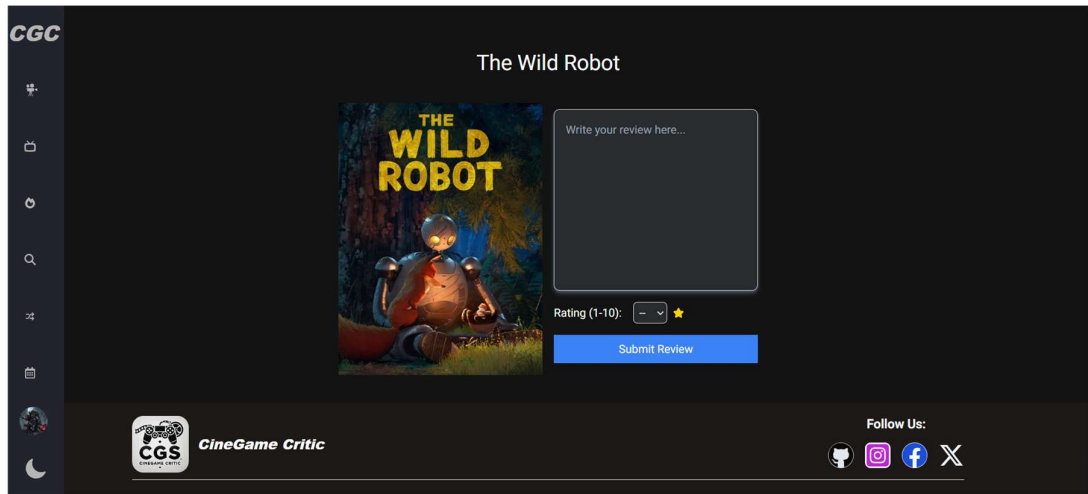 CGC
The Wild Robot
THE
WILD
ROBOT
Write your review here...
Rating (1-10):
--
Submit Review
CGS
CINEGAME CRITIC
CineGame Critic
Follow Us: